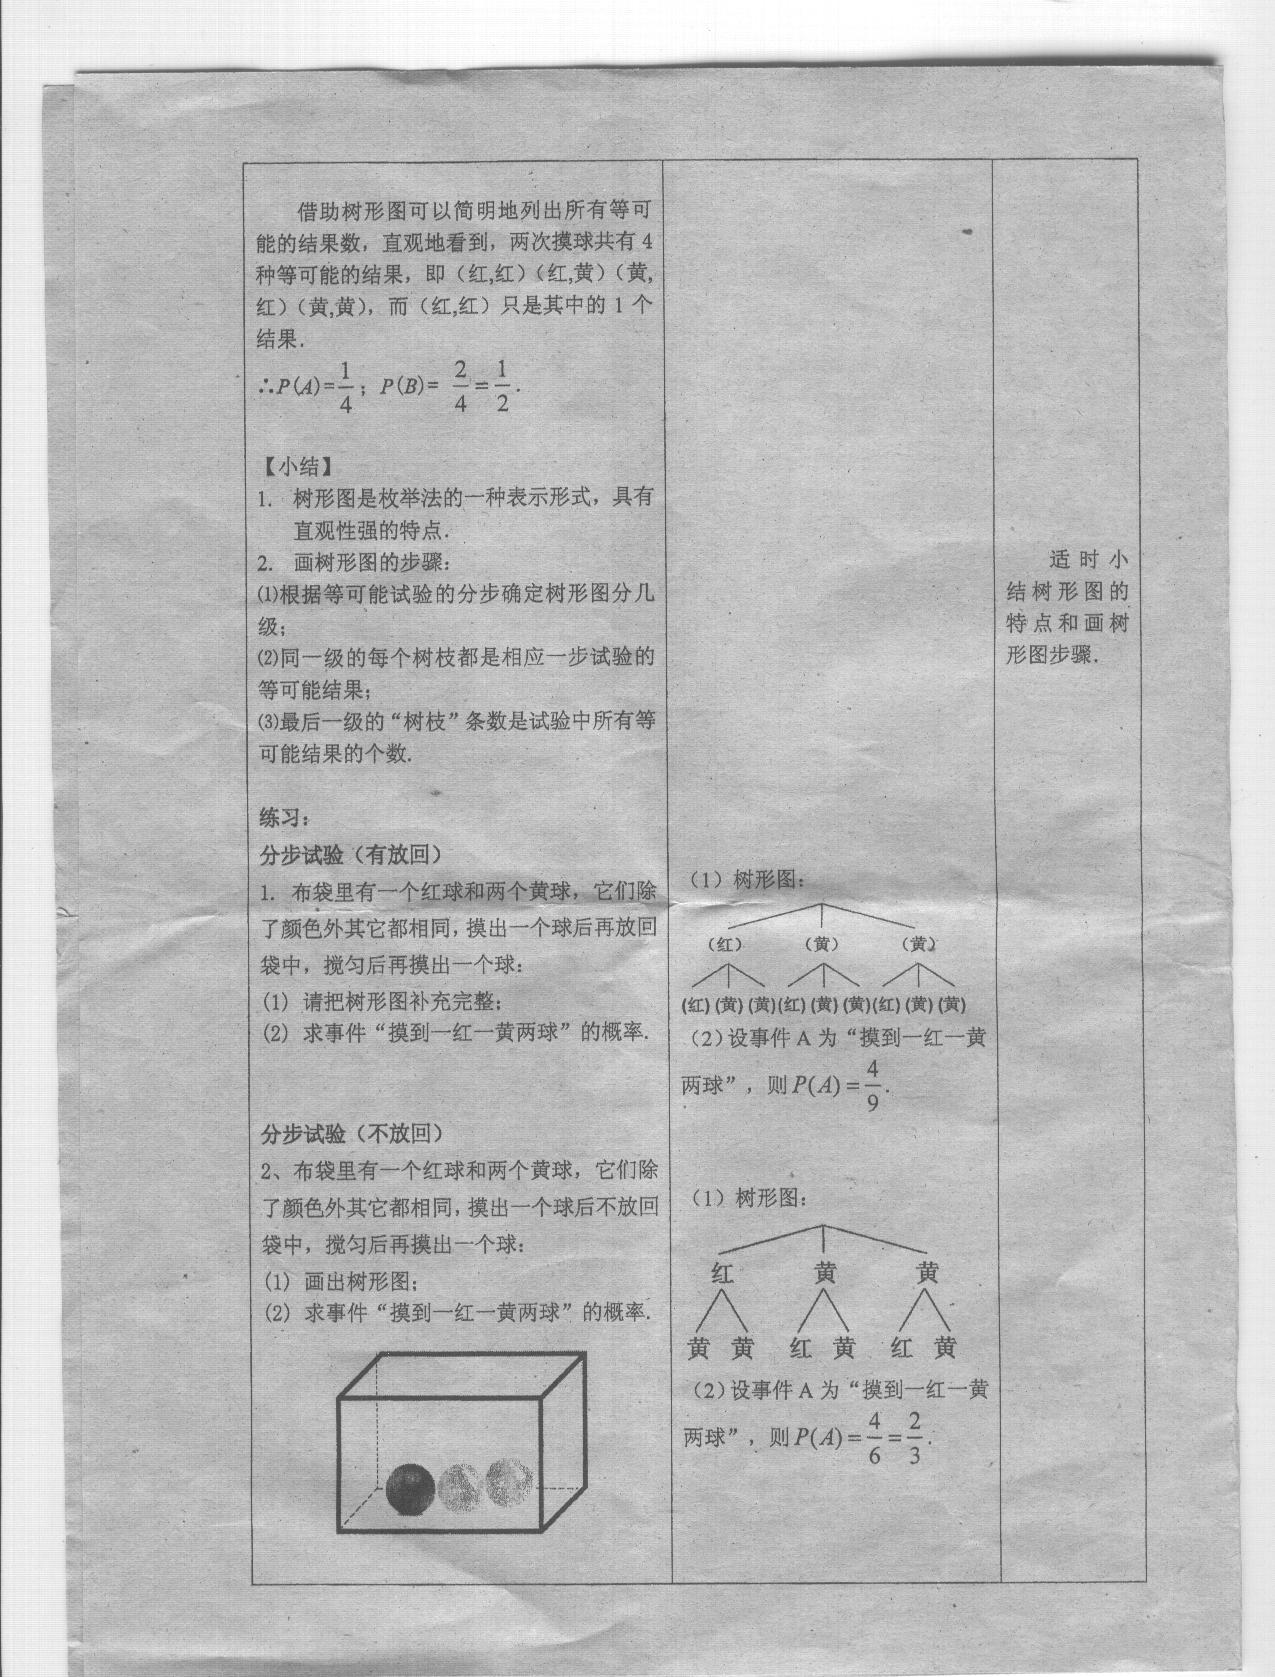 借助树形图可以简明地列出所有等可
能的结果数，直观地看到，两次摸球共有 4
种等可能的结果，即（红,红）（红,黄）（黄,
红）（黄,黄），而（红,红）只是其中的 1 个
结果.
∴P(A)=1/4；P(B)= 2/4=1/2.
【小结】
1. 树形图是枚举法的一种表示形式，具有
直观性强的特点.
2. 画树形图的步骤：
⑴根据等可能试验的分步确定树形图分几
级；
⑵同一级的每个树枝都是相应一步试验的
等可能结果；
⑶最后一级的“树枝”条数是试验中所有等
可能结果的个数.
练习：
分步试验（有放回）
1. 布袋里有一个红球和两个黄球，它们除
了颜色外其它都相同，摸出一个球后再放回
袋中，搅匀后再摸出一个球：
(1) 请把树形图补充完整；
(2) 求事件“摸到一红一黄两球”的概率.
分步试验（不放回）
2、布袋里有一个红球和两个黄球，它们除
了颜色外其它都相同，摸出一个球后不放回
袋中，搅匀后再摸出一个球：
(1) 画出树形图；
(2) 求事件“摸到一红一黄两球”的概率.
（1）树形图：
（红） （黄） （黄）
(红) (黄) (黄) (红) (黄) (黄) (红) (黄) (黄)
（2）设事件 A 为“摸到一红一黄
两球”，则 P(A)=4/9.
（1）树形图：
红 黄 黄
黄 黄 红 黄 红 黄
（2）设事件 A 为“摸到一红一黄
两球”，则 P(A)=4/6=2/3.
适时小
结树形图的
特点和画树
形图步骤.